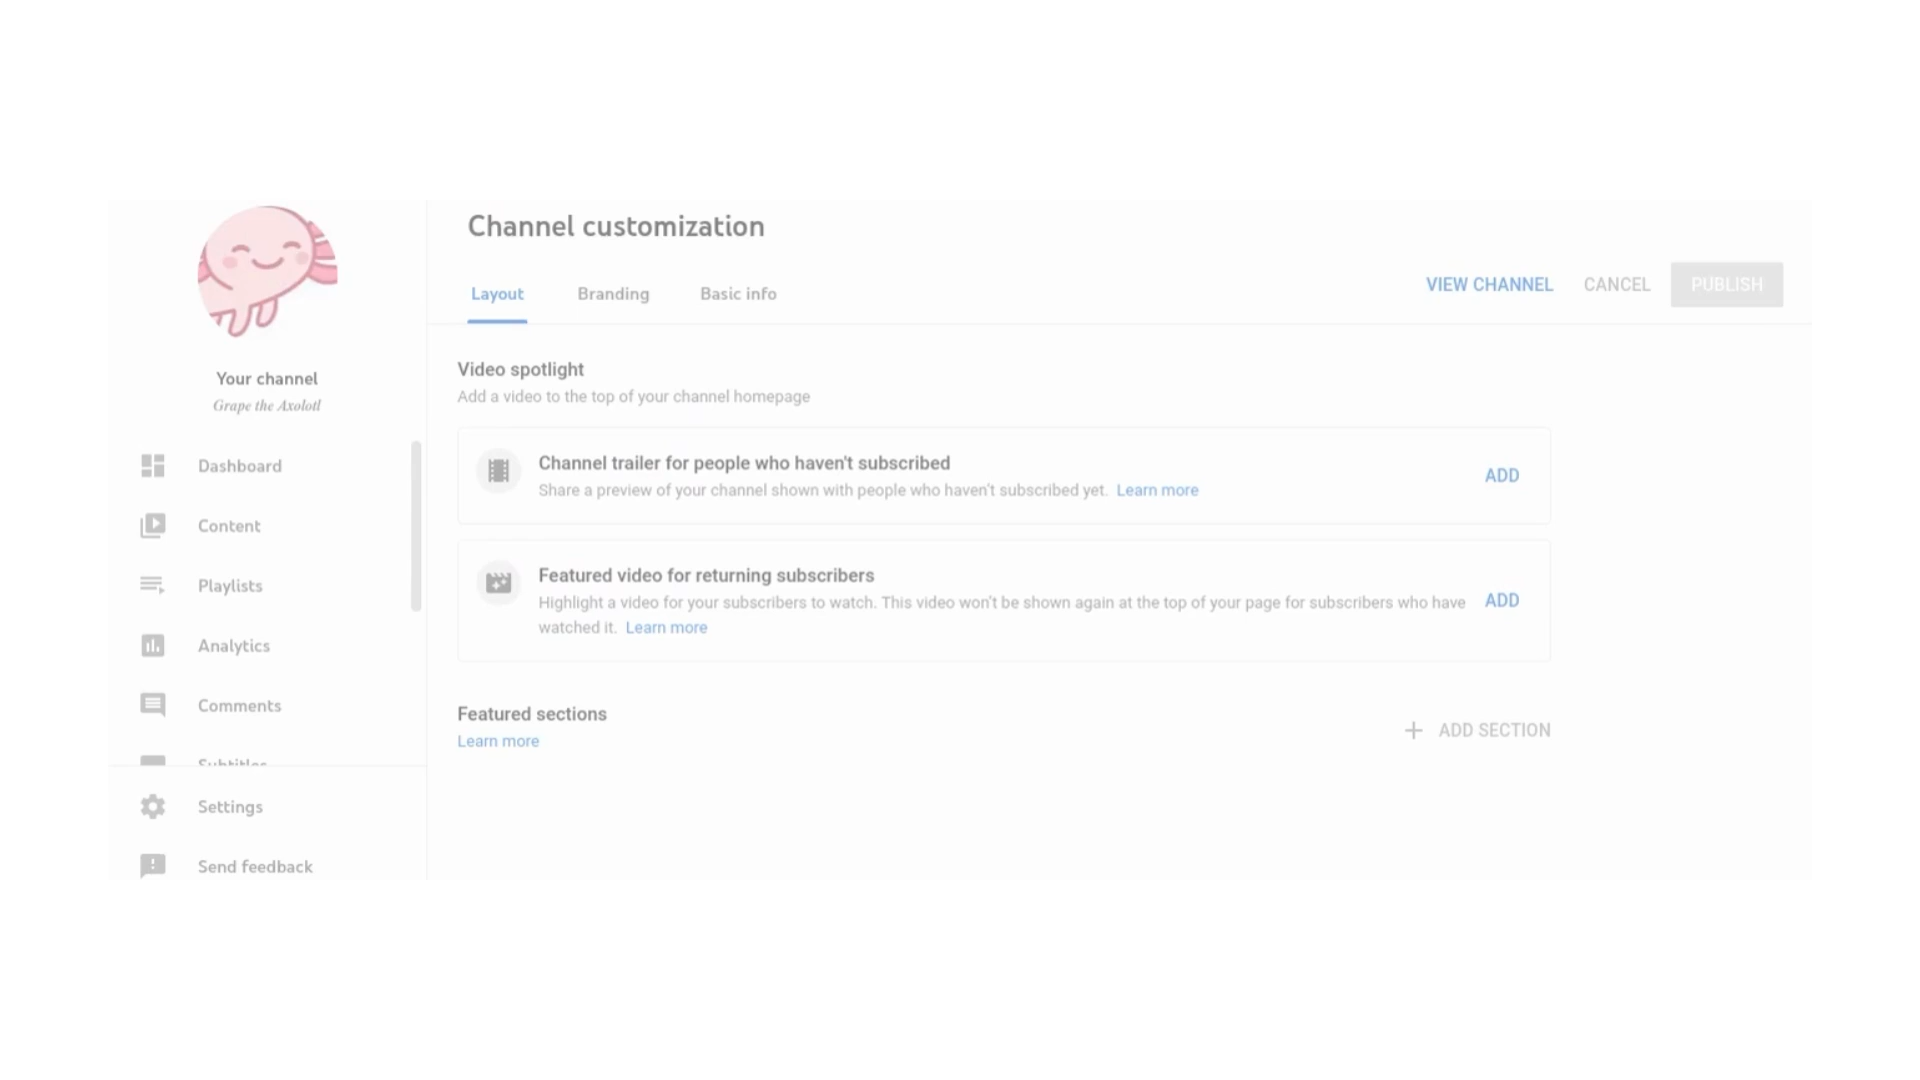 Channel customization
Layout
Branding
Basic info
VIEW CHANNEL
CANCEL
PUBLISH
Your channel
Grape the Axolotl
Dashboard
Content
Playlists
Analytics
Comments
Subtitles
Settings
Send feedback
Video spotlight
Add a video to the top of your channel homepage
Channel trailer for people who haven't subscribed
Share a preview of your channel shown with people who haven't subscribed yet. Learn more
ADD
Featured video for returning subscribers
Highlight a video for your subscribers to watch. This video won't be shown again at the top of your page for subscribers who have
watched it. Learn more
ADD
Featured sections
Learn more
ADD SECTION